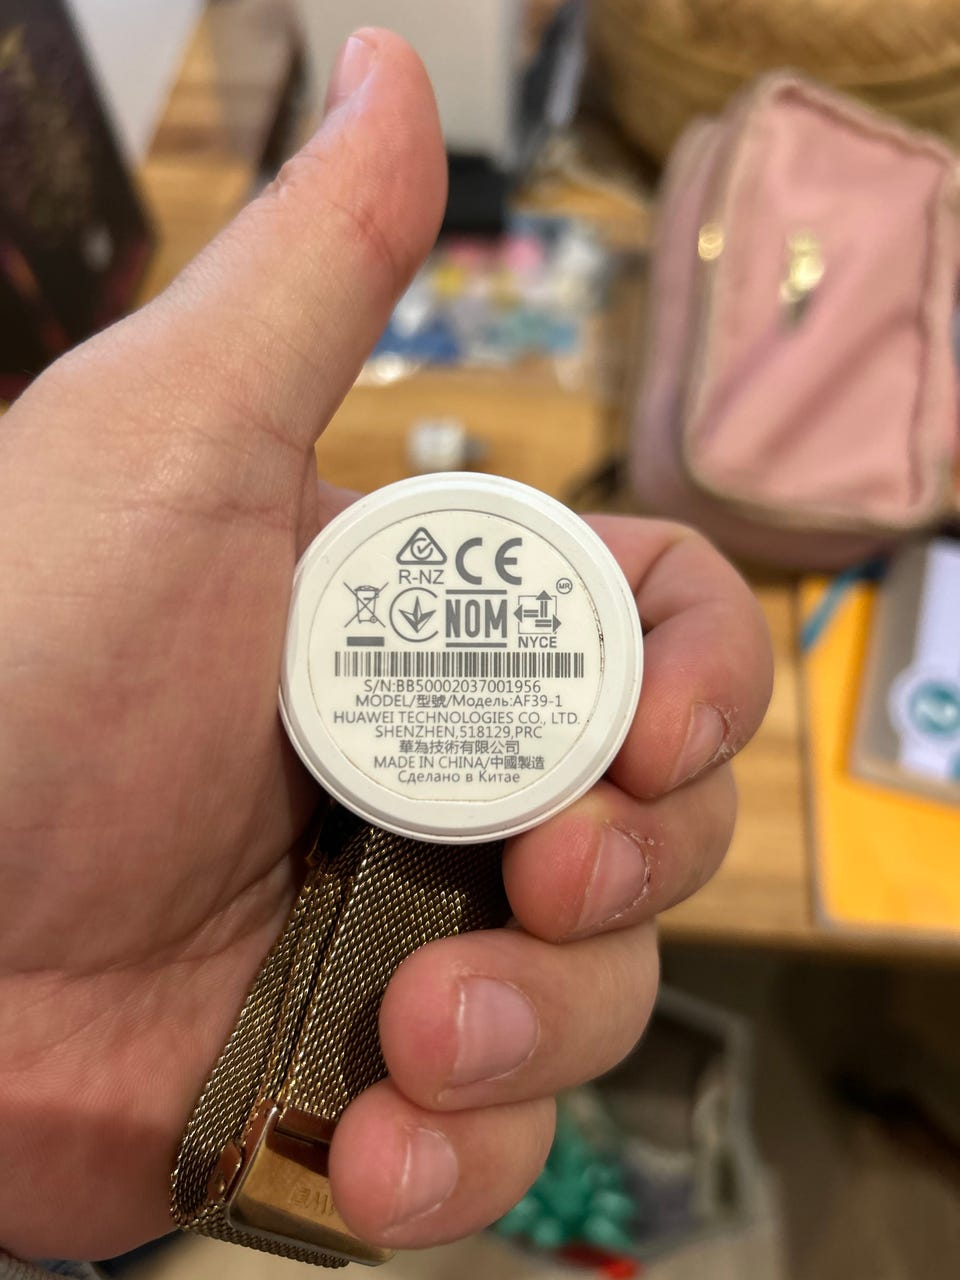 R-NZ
CE
MR
NOM
NYCE
S/N:BB50002037001956
MODEL/型號/Модель:AF39-1
HUAWEI TECHNOLOGIES CO., LTD.
SHENZHEN,518129,PRC
華為技術有限公司
MADE IN CHINA/中國製造
Сделано в Китае